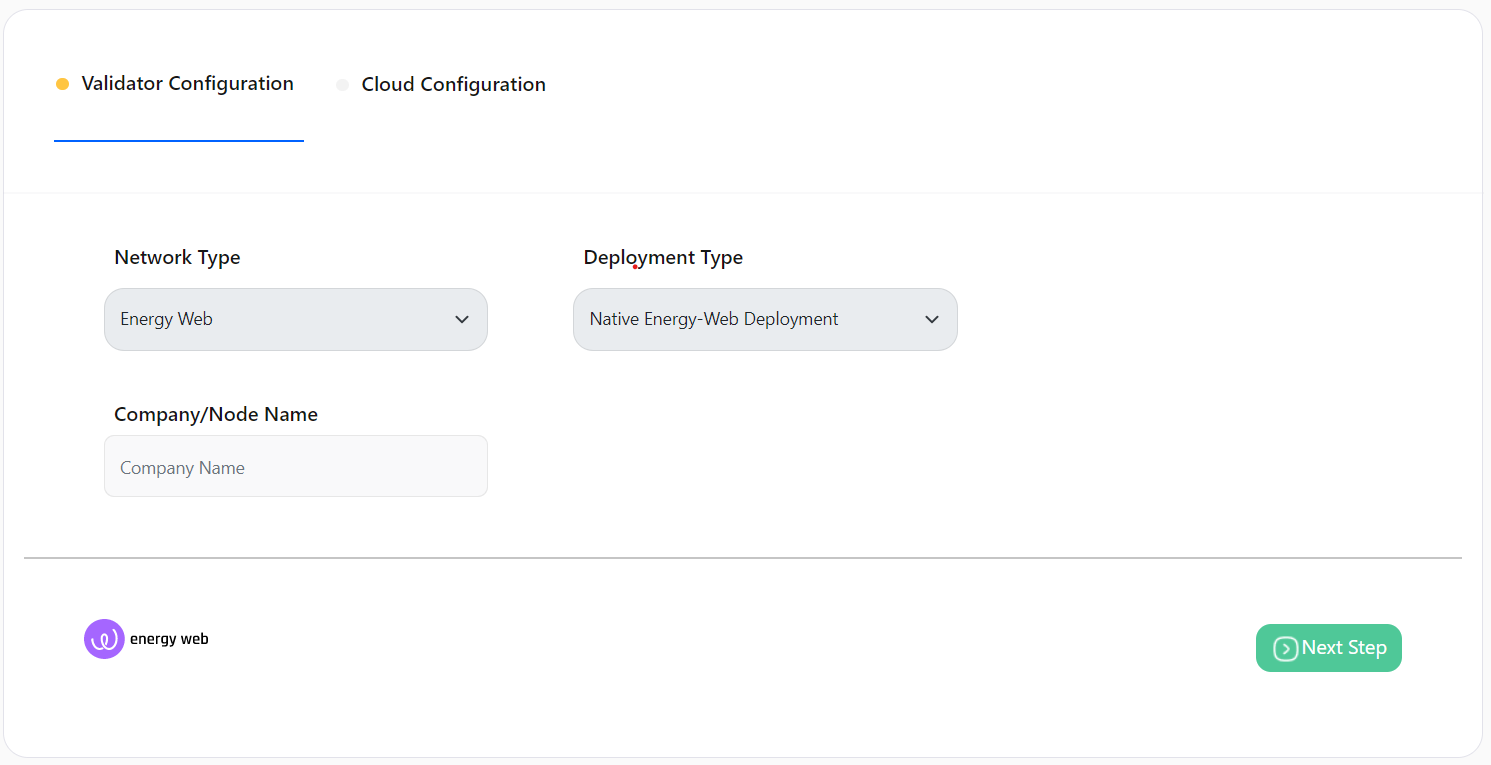 Validator Configuration
Cloud Configuration
Network Type
Deployment Type
Energy Web
Native Energy-Web Deployment
Company/Node Name
Company Name
energy web
Next Step